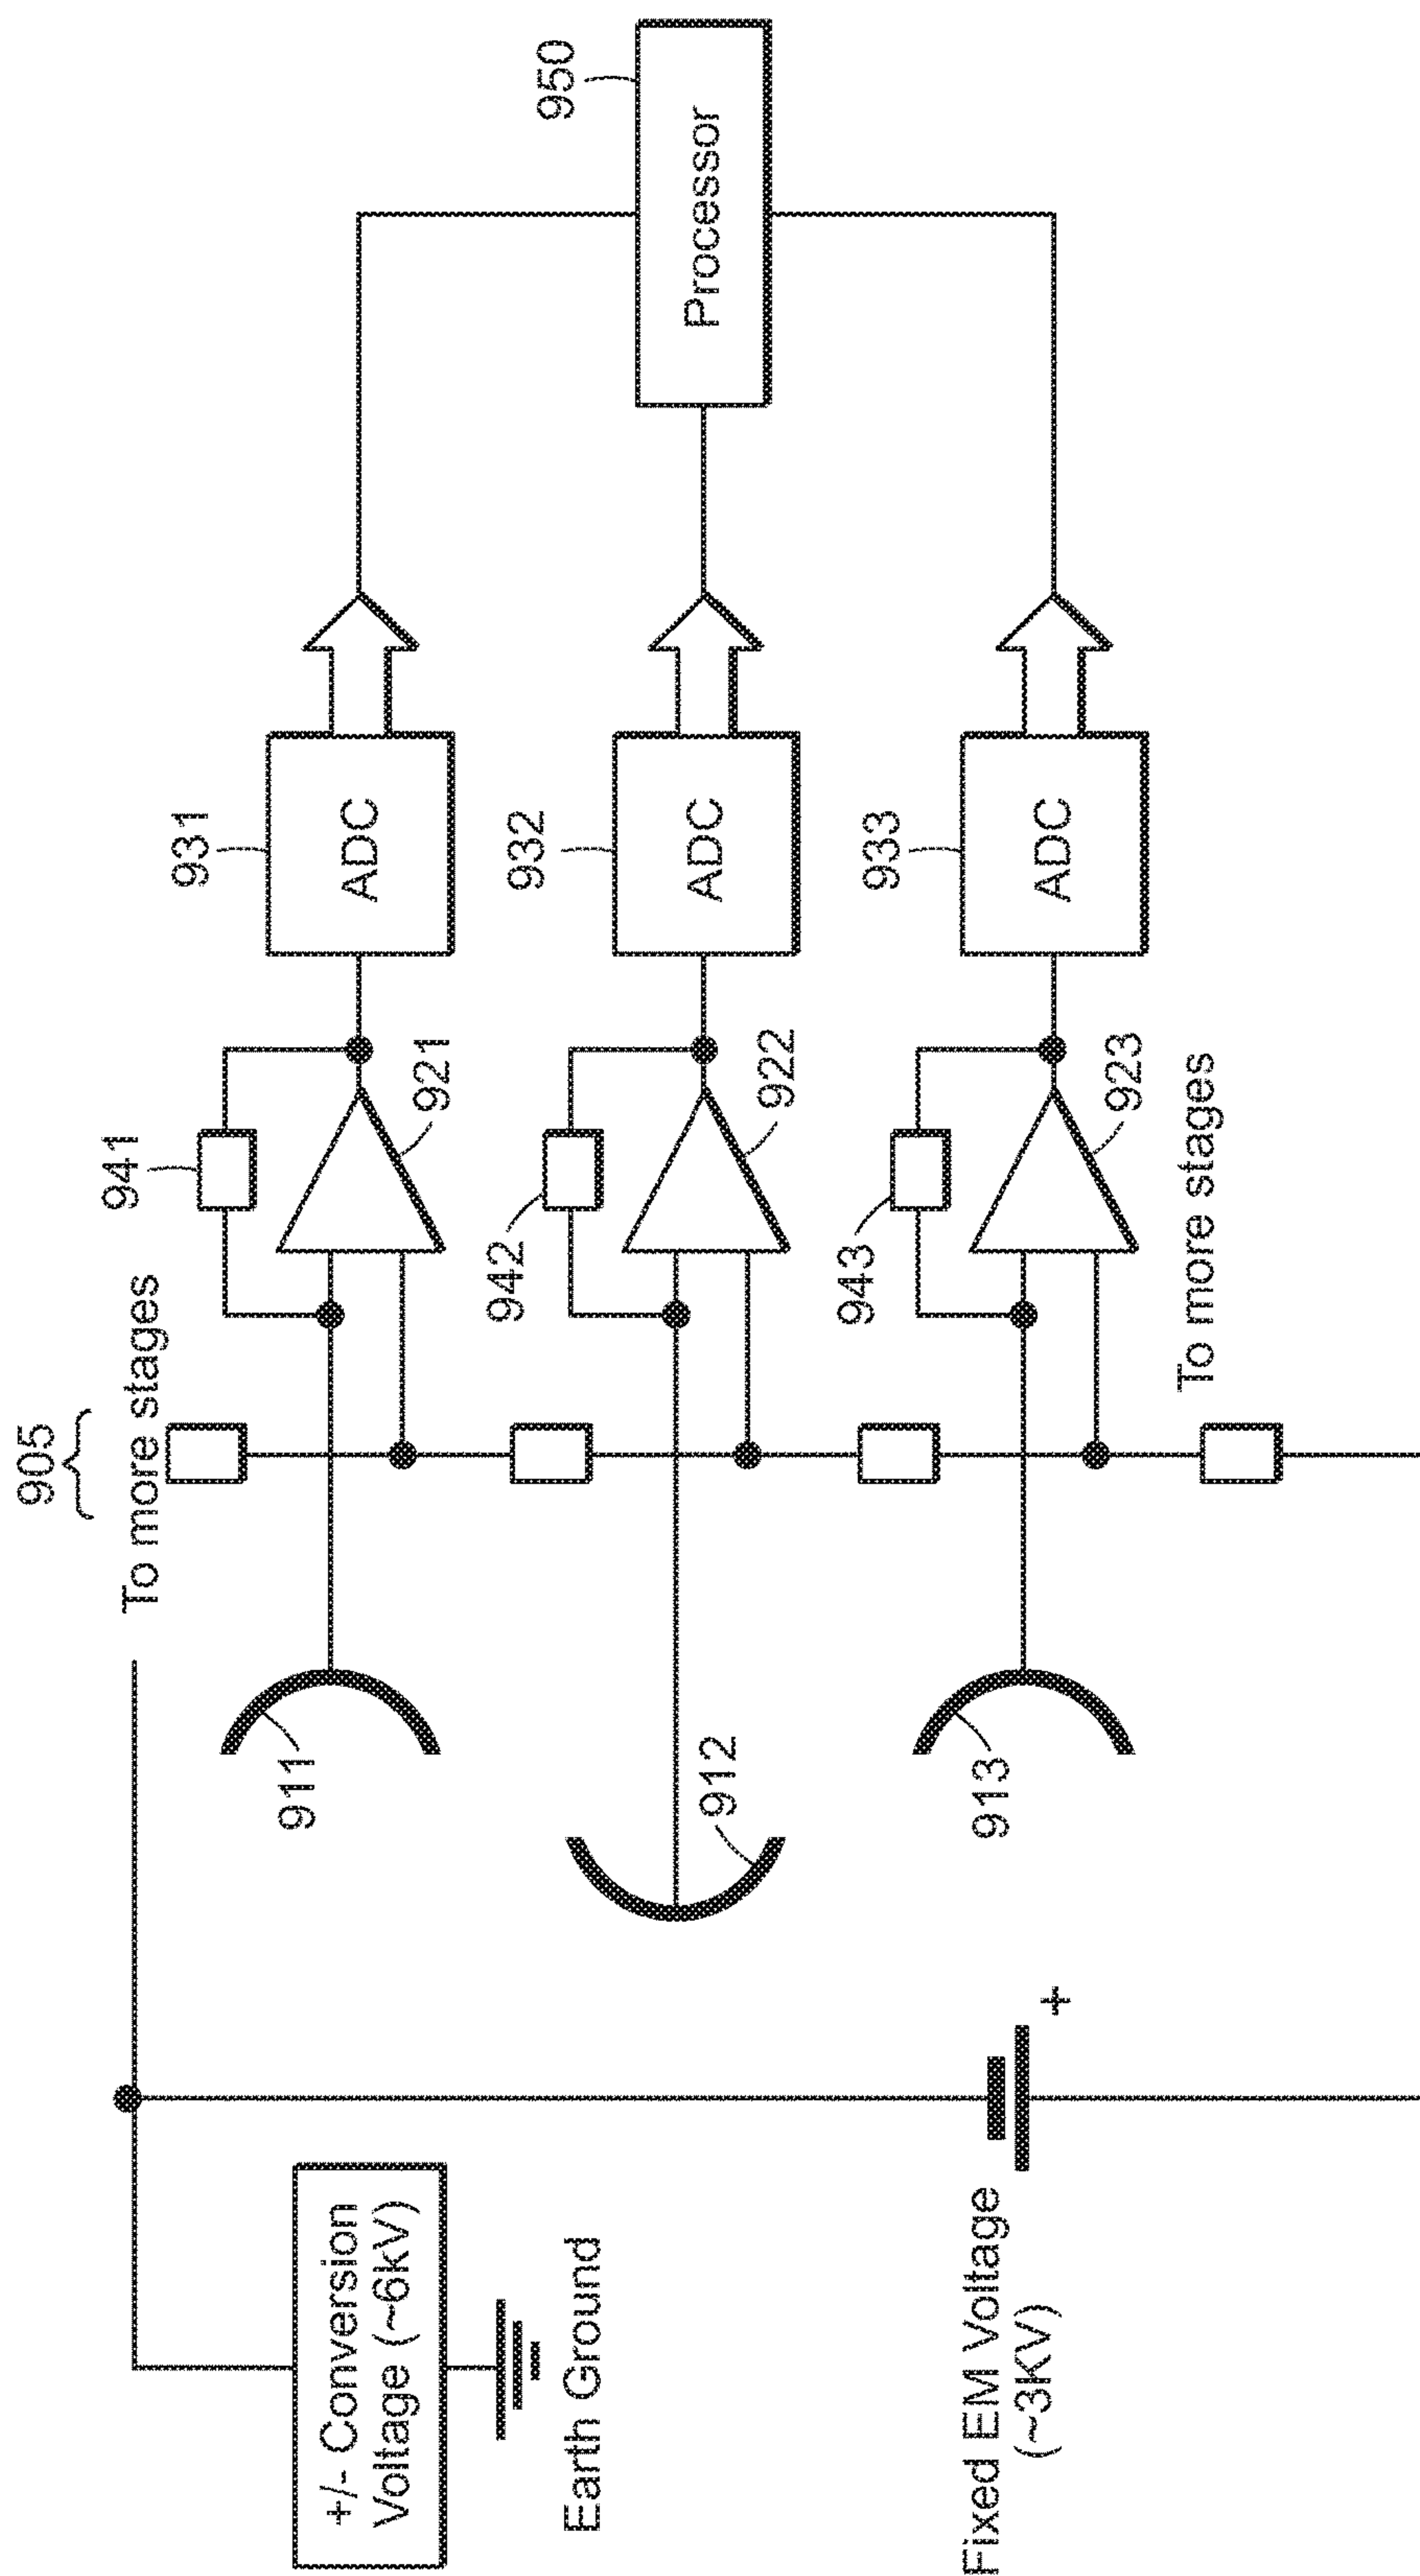 905
To more stages
941
931
950
921
ADC
911
+/- Conversion
Voltage (~6kV)
Earth Ground
942
932
922
ADC
Processor
912
943
933
923
ADC
913
Fixed EM Voltage
(~3KV)
+
To more stages